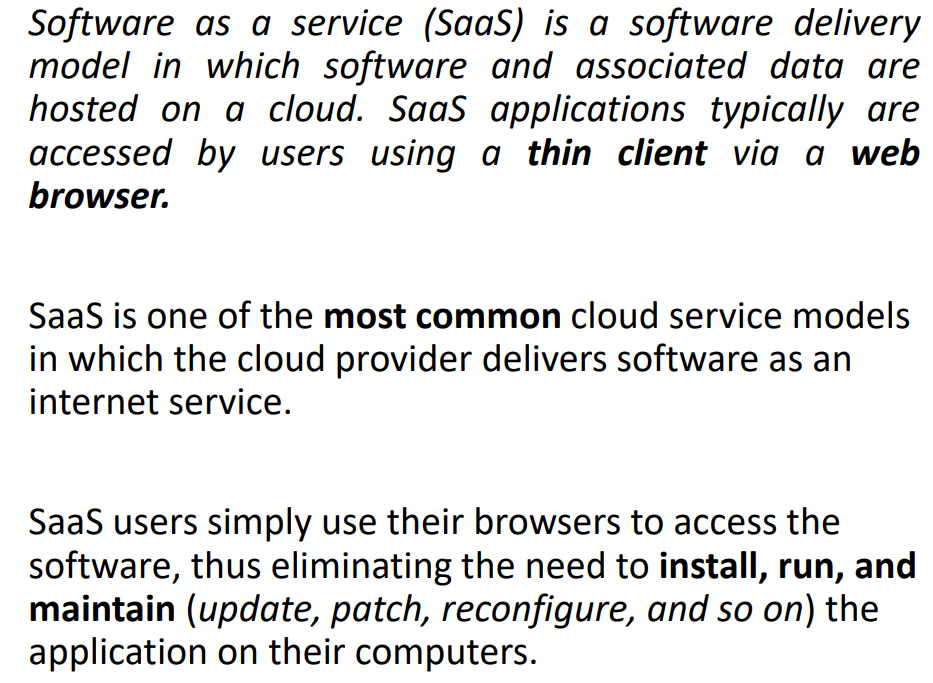 Software as a service (SaaS) is a software delivery
model in which software and associated data are
hosted on a cloud. SaaS applications typically are
accessed by users using a thin client via a web
browser.
SaaS is one of the most common cloud service models
in which the cloud provider delivers software as an
internet service.
SaaS users simply use their browsers to access the
software, thus eliminating the need to install, run, and
maintain (update, patch, reconfigure, and so on) the
application on their computers.